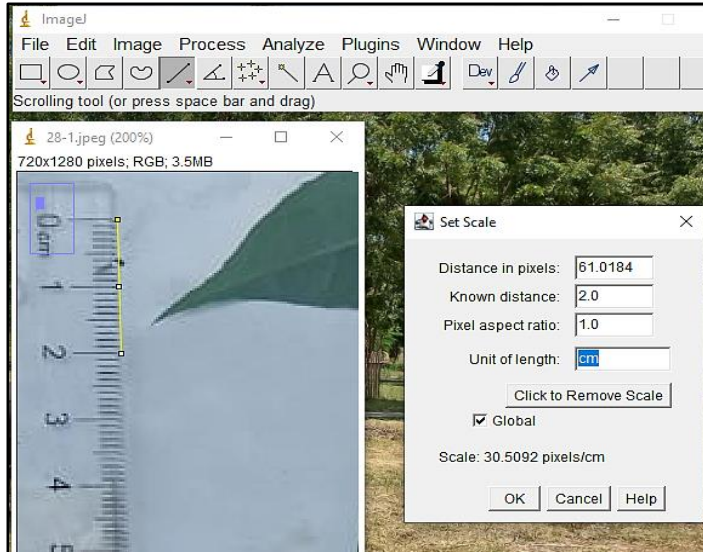 ImageJ
File Edit Image Process Analyze Plugins Window Help
A Dev
Scrolling tool (or press space bar and drag)
28-1.jpeg (200%)
720x1280 pixels; RGB; 3.5MB
0 cm
1
2
3
4
5
Set Scale
Distance in pixels: 61.0184
Known distance: 2.0
Pixel aspect ratio: 1.0
Unit of length: cm
Click to Remove Scale
Global
Scale: 30.5092 pixels/cm
OK Cancel Help